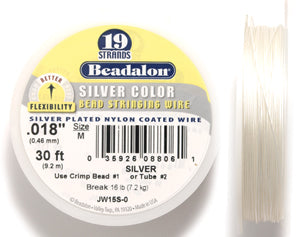 19
STRANDS
Beadalon
BETTER
FLEXIBILITY
SILVER COLOR
BEAD STRINGING WIRE
SILVER PLATED NYLON COATED WIRE
.018" Size
(0.46 mm) M
30 ft
(9.2 m)
0 35926 08806 1
SILVER
Use Crimp Bead #1 or Tube #2
Break 16 lb (7.2 kg)
JW15S-0